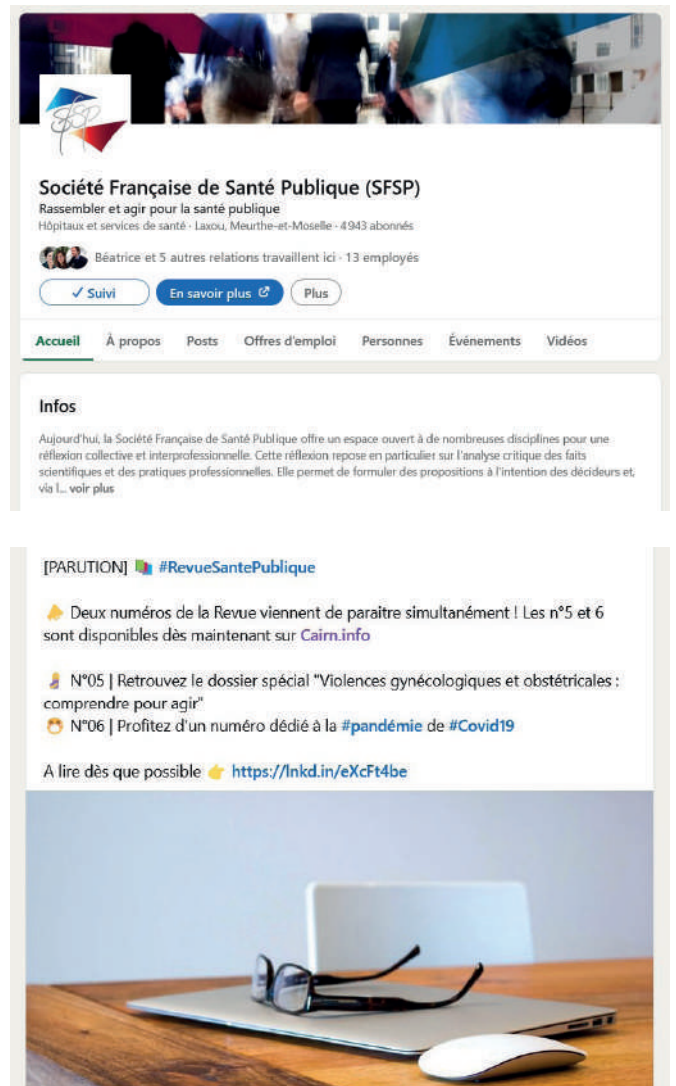 Société Française de Santé Publique (SFSP)
Rassembler et agir pour la santé publique
Hôpitaux et services de santé · Laxou, Meurthe-et-Moselle · 4 943 abonnés
Béatrice et 5 autres relations travaillent ici · 13 employés
✓ Suivi En savoir plus Plus
Accueil À propos Posts Offres d'emploi Personnes Événements Vidéos
Infos
Aujourd'hui, la Société Française de Santé Publique offre un espace ouvert à de nombreuses disciplines pour une
réflexion collective et interprofessionnelle. Cette réflexion repose en particulier sur l'analyse critique des faits
scientifiques et des pratiques professionnelles. Elle permet de formuler des propositions à l'intention des décideurs et,
via l... voir plus
[PARUTION] 📚 #RevueSantePublique
📣 Deux numéros de la Revue viennent de paraitre simultanément ! Les n°5 et 6
sont disponibles dès maintenant sur Cairn.info
🤰 N°05 | Retrouvez le dossier spécial "Violences gynécologiques et obstétricales :
comprendre pour agir"
😷 N°06 | Profitez d'un numéro dédié à la #pandémie de #Covid19
A lire dès que possible 👉 https://lnkd.in/eXcFt4be